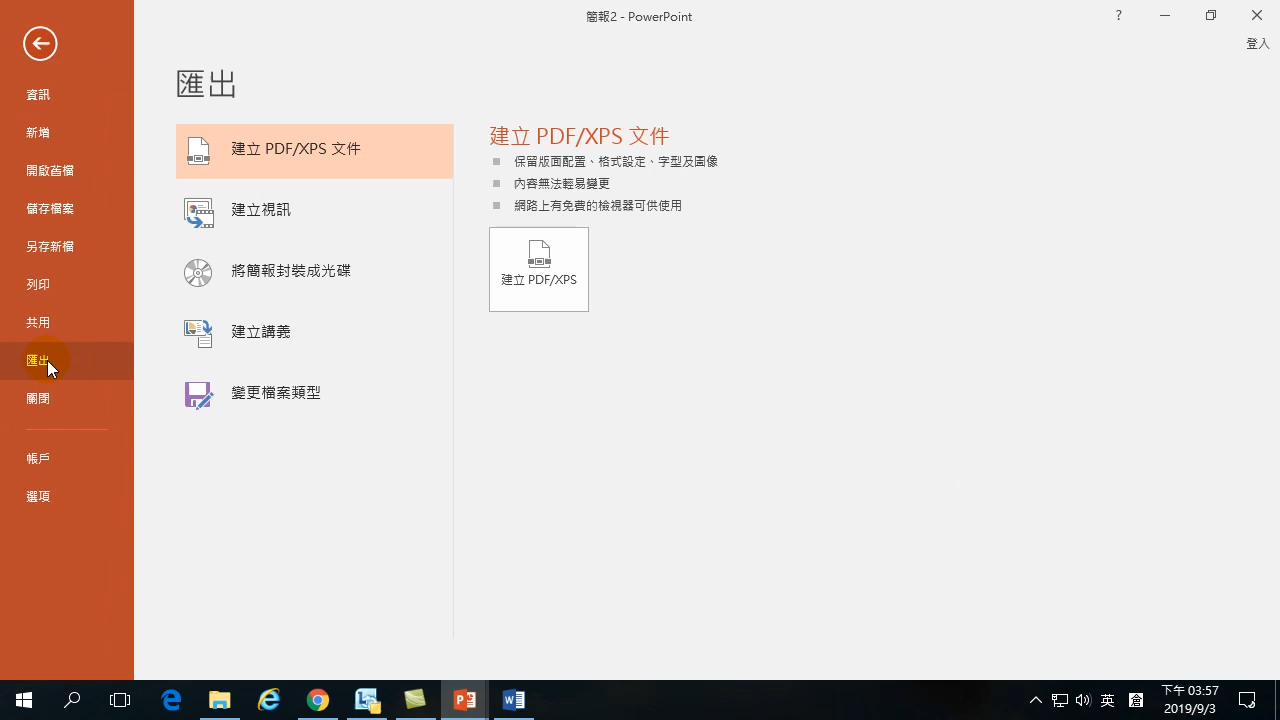 簡報2 - PowerPoint
?
登入
資訊
新增
開啟舊檔
儲存檔案
另存新檔
列印
共用
匯出
關閉
帳戶
選項
匯出
建立 PDF/XPS 文件
建立視訊
將簡報封裝成光碟
建立講義
變更檔案類型
建立 PDF/XPS 文件
保留版面配置、格式設定、字型及圖像
內容無法輕易變更
網路上有免費的檢視器可供使用
建立 PDF/XPS
英
倉
下午 03:57
2019/9/3